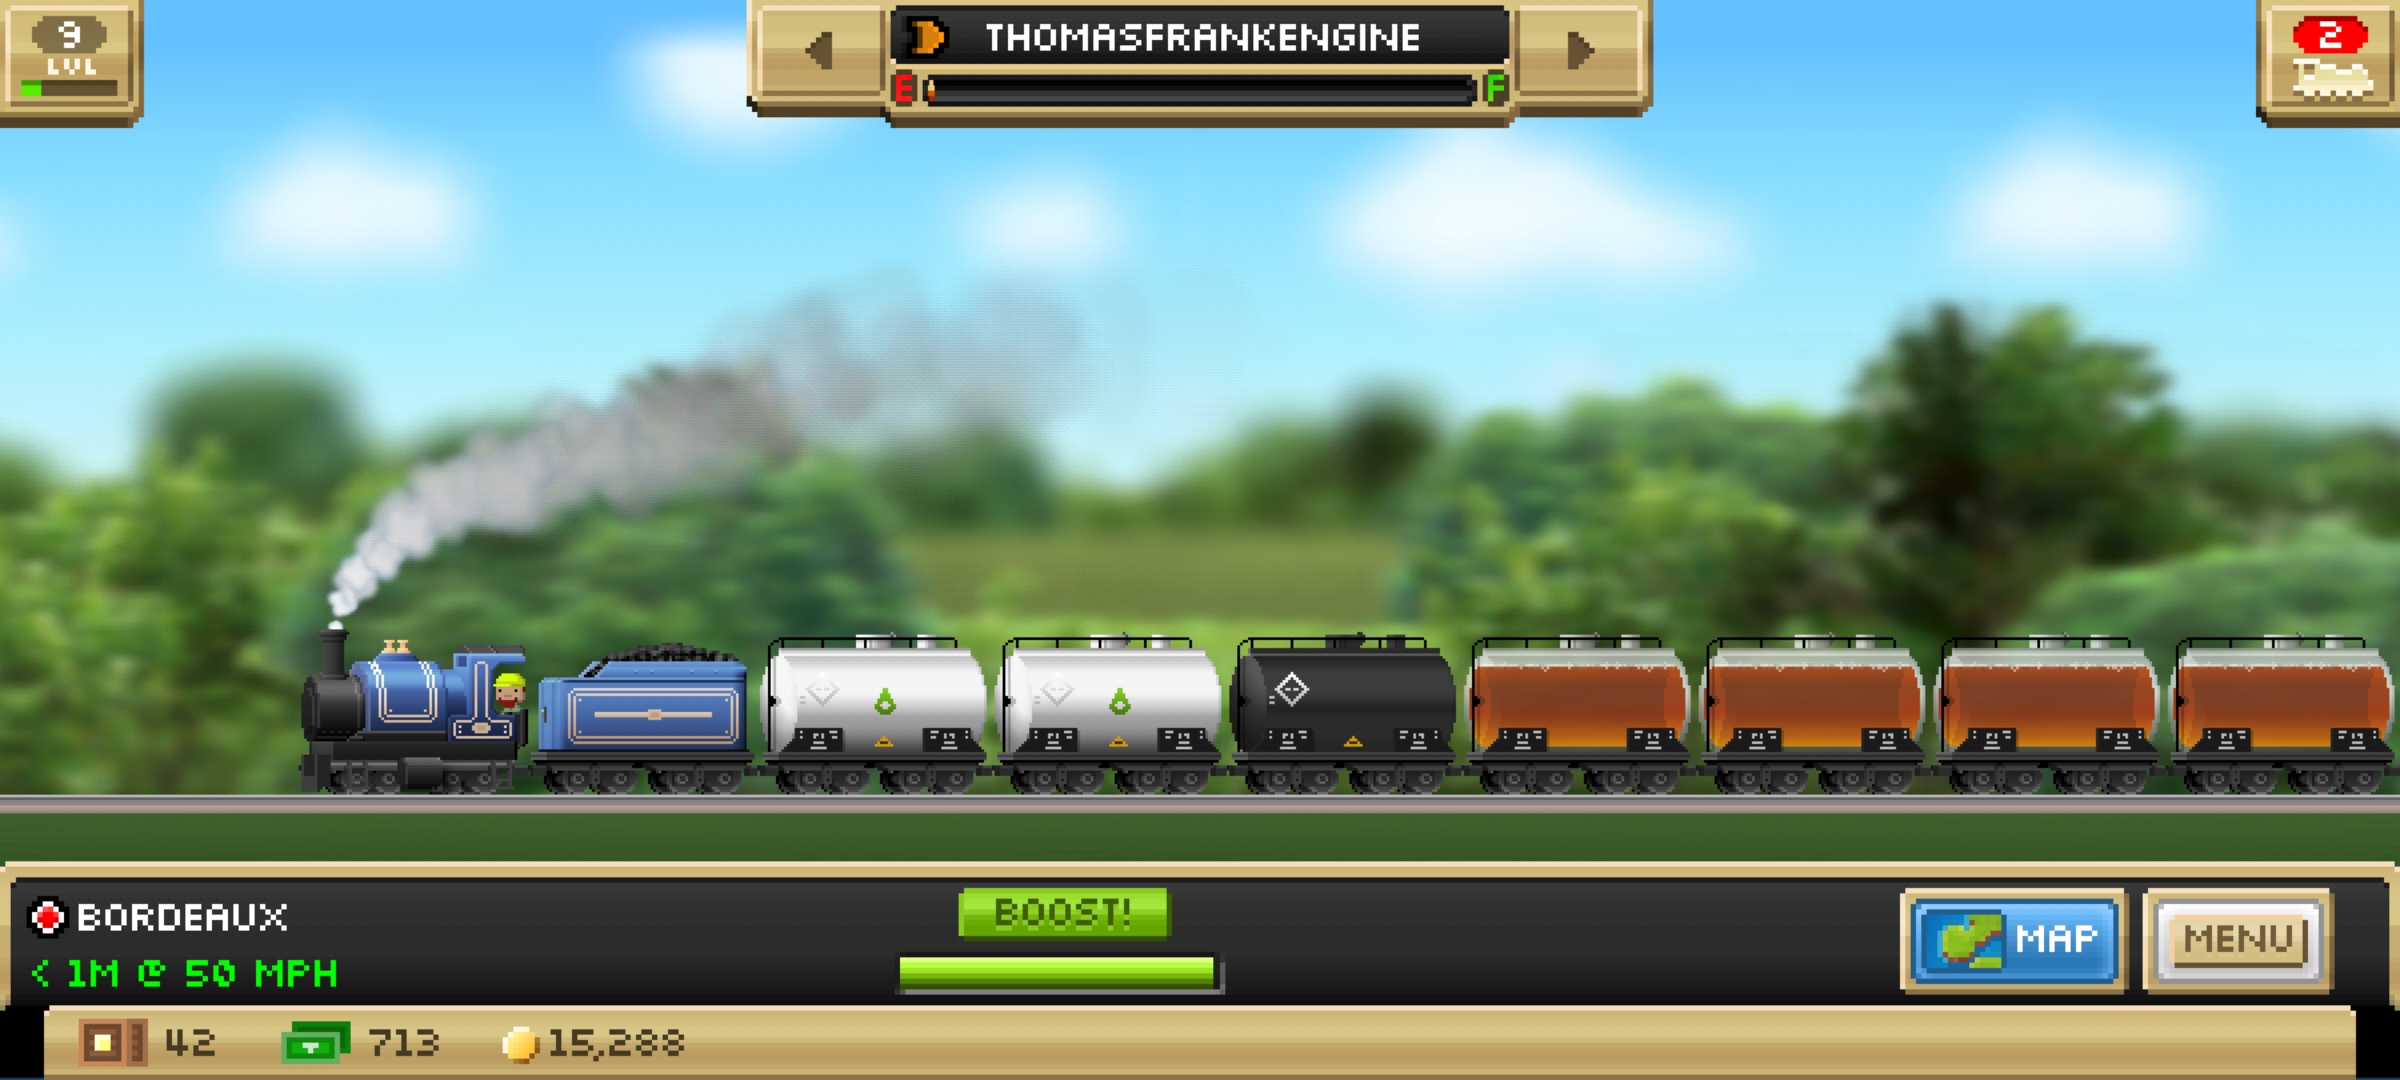 9
LVL
THOMASFRANKENGINE
E F
2
BORDEAUX
< 1M @ 50 MPH
BOOST!
MAP
MENU
42
713
15,288